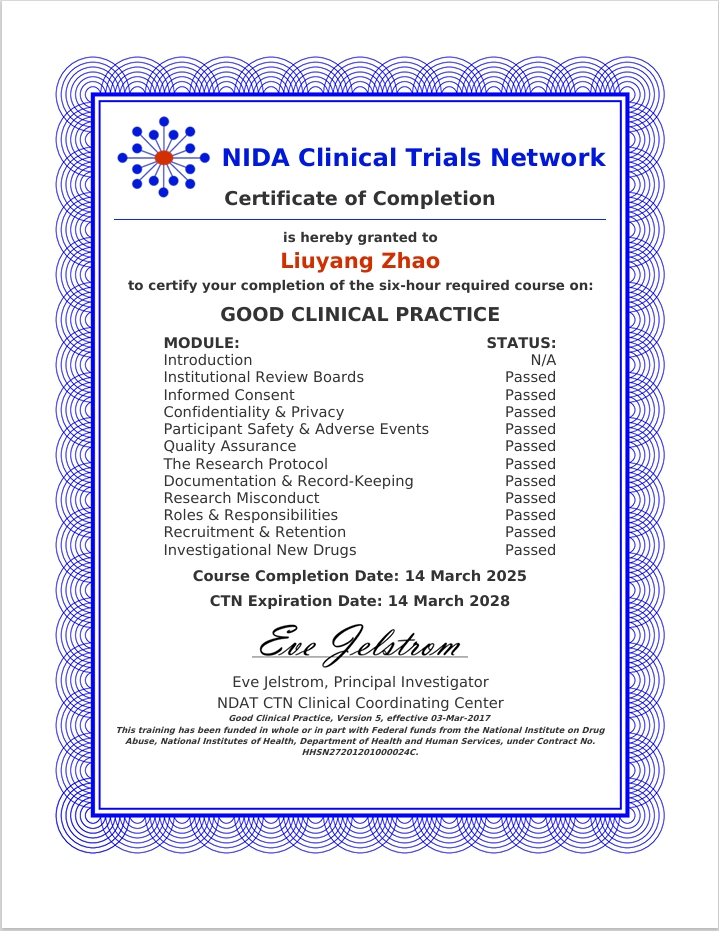 NIDA Clinical Trials Network
Certificate of Completion
is hereby granted to
Liuyang Zhao
to certify your completion of the six-hour required course on:
GOOD CLINICAL PRACTICE
MODULE: STATUS:
Introduction N/A
Institutional Review Boards Passed
Informed Consent Passed
Confidentiality & Privacy Passed
Participant Safety & Adverse Events Passed
Quality Assurance Passed
The Research Protocol Passed
Documentation & Record-Keeping Passed
Research Misconduct Passed
Roles & Responsibilities Passed
Recruitment & Retention Passed
Investigational New Drugs Passed
Course Completion Date: 14 March 2025
CTN Expiration Date: 14 March 2028
Eve Jelstrom
Eve Jelstrom, Principal Investigator
NDAT CTN Clinical Coordinating Center
Good Clinical Practice, Version 5, effective 03-Mar-2017
This training has been funded in whole or in part with Federal funds from the National Institute on Drug
Abuse, National Institutes of Health, Department of Health and Human Services, under Contract No.
HHSN27201201000024C.